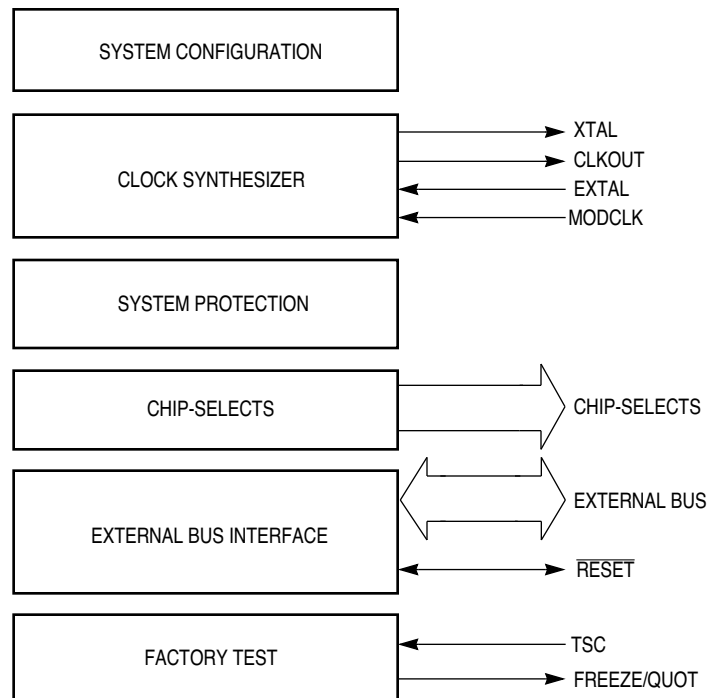 SYSTEM CONFIGURATION
CLOCK SYNTHESIZER
XTAL
CLKOUT
EXTAL
MODCLK
SYSTEM PROTECTION
CHIP-SELECTS
CHIP-SELECTS
EXTERNAL BUS INTERFACE
EXTERNAL BUS
RESET
FACTORY TEST
TSC
FREEZE/QUOT